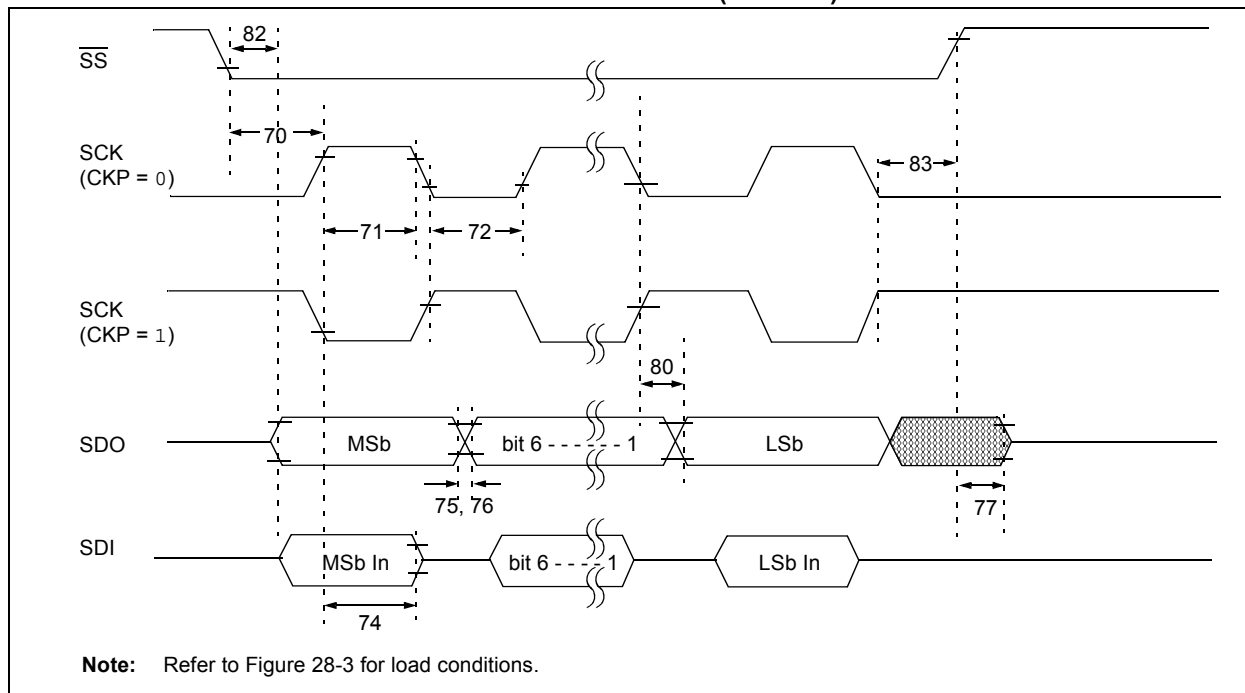 82
SS
70
SCK
(CKP = 0)
83
71
72
SCK
(CKP = 1)
80
SDO
MSb
bit 6 - - - - - - 1
LSb
75, 76
77
SDI
MSb In
bit 6 - - - - 1
LSb In
74
Note: Refer to Figure 28-3 for load conditions.